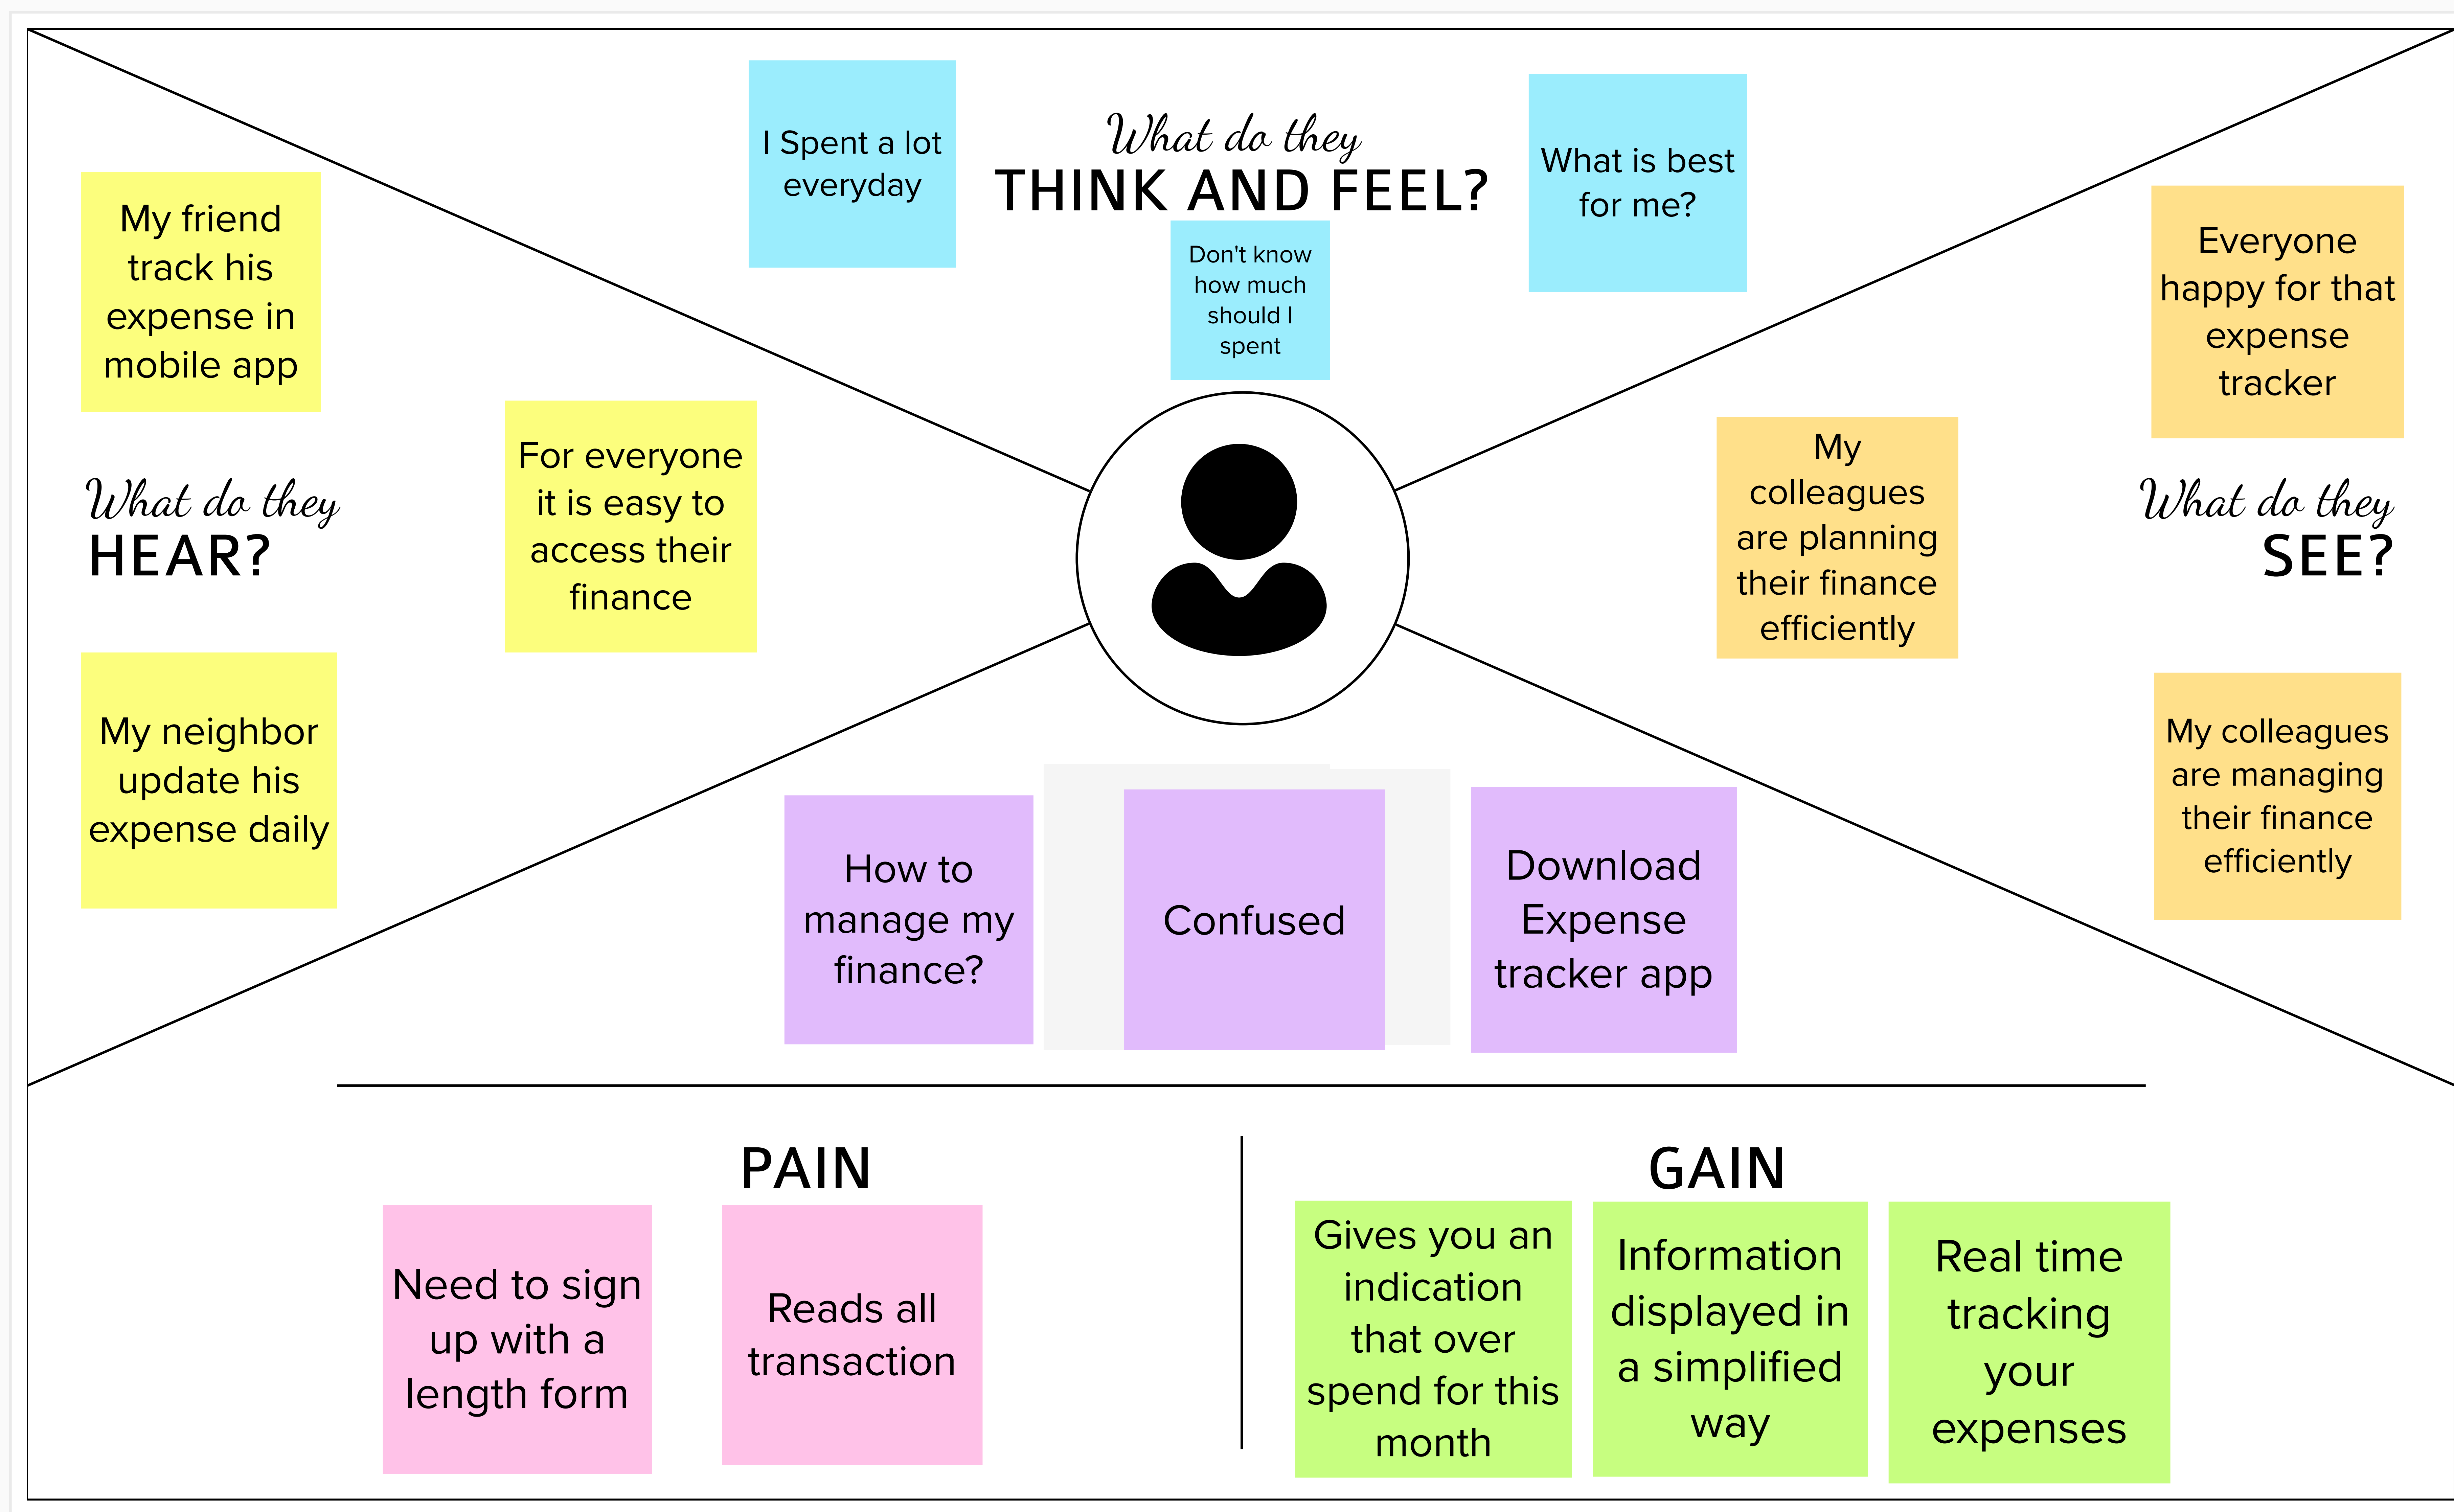 What do they
THINK AND FEEL?
I Spent a lot
everyday
Don't know
how much
should I
spent
What is best
for me?
My friend
track his
expense in
mobile app
For everyone
it is easy to
access their
finance
What do they
HEAR?
My neighbor
update his
expense daily
Everyone
happy for that
expense
tracker
My
colleagues
are planning
their finance
efficiently
What do they
SEE?
My colleagues
are managing
their finance
efficiently
How to
manage my
finance?
Confused
Download
Expense
tracker app
PAIN
Need to sign
up with a
length form
Reads all
transaction
GAIN
Gives you an
indication
that over
spend for this
month
Information
displayed in
a simplified
way
Real time
tracking
your
expenses